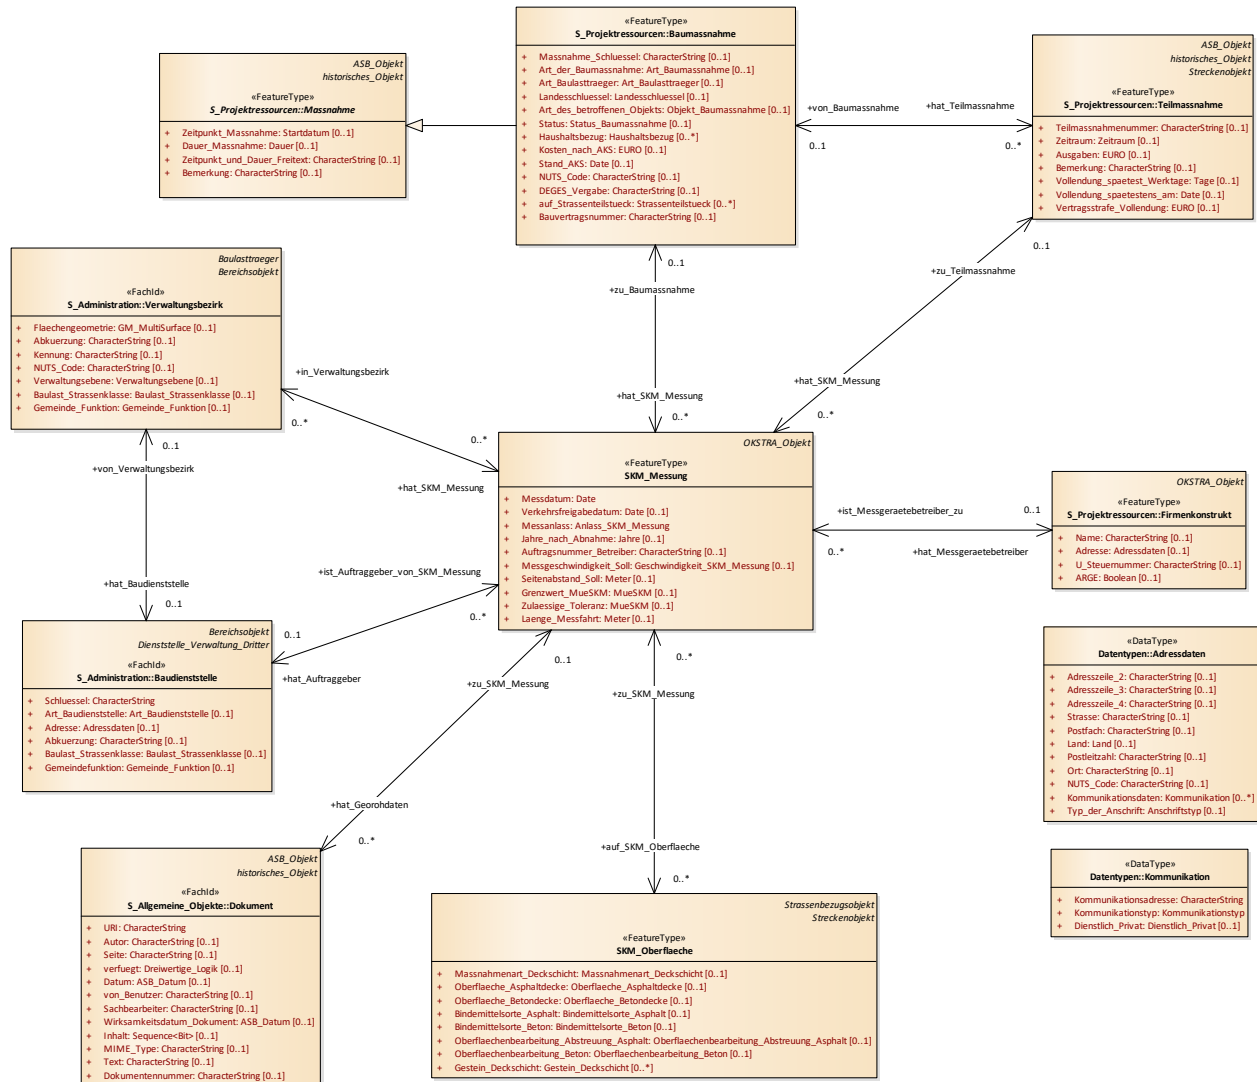 «FeatureType»
S_Projektressourcen::Baumassnahme
+ Massnahme_Schluessel: CharacterString [0..1]
+ Art_der_Baumassnahme: Art_Baumassnahme [0..1]
+ Art_Baulasttraeger: Art_Baulasttraeger [0..1]
+ Landesschluessel: Landesschluessel [0..1]
+ Art_des_betroffenen_Objekts: Objekt_Baumassnahme [0..1]
+ Status: Status_Baumassnahme [0..1]
+ Haushaltsbezug: Haushaltsbezug [0..*]
+ Kosten_nach_AKS: EURO [0..1]
+ Stand_AKS: Date [0..1]
+ NUTS_Code: CharacterString [0..1]
+ DEGES_Vergabe: CharacterString [0..1]
+ auf_Strassenteilstueck: Strassenteilstueck [0..*]
+ Bauvertragsnummer: CharacterString [0..1]
ASB_Objekt
historisches_Objekt
«FeatureType»
S_Projektressourcen::Massnahme
+ Zeitpunkt_Massnahme: Startdatum [0..1]
+ Dauer_Massnahme: Dauer [0..1]
+ Zeitpunkt_und_Dauer_Freitext: CharacterString [0..1]
+ Bemerkung: CharacterString [0..1]
ASB_Objekt
historisches_Objekt
Streckenobjekt
«FeatureType»
S_Projektressourcen::Teilmassnahme
+ Teilmassnahmenummer: CharacterString [0..1]
+ Zeitraum: Zeitraum [0..1]
+ Ausgaben: EURO [0..1]
+ Bemerkung: CharacterString [0..1]
+ Vollendung_spaetest_Werktage: Tage [0..1]
+ Vollendung_spaetestens_am: Date [0..1]
+ Vertragsstrafe_Vollendung: EURO [0..1]
+von_Baumassnahme
+hat_Teilmassnahme
0..1
0..*
0..1
+zu_Baumassnahme
+hat_SKM_Messung
0..*
0..1
+zu_Teilmassnahme
+hat_SKM_Messung
0..*
Baulasttraeger
Bereichsobjekt
«FachId»
S_Administration::Verwaltungsbezirk
+ Flaechengeometrie: GM_MultiSurface [0..1]
+ Abkuerzung: CharacterString [0..1]
+ Kennung: CharacterString [0..1]
+ NUTS_Code: CharacterString [0..1]
+ Verwaltungsebene: Verwaltungsebene [0..1]
+ Baulast_Strassenklasse: Baulast_Strassenklasse [0..1]
+ Gemeinde_Funktion: Gemeinde_Funktion [0..1]
+in_Verwaltungsbezirk
0..*
0..*
+hat_SKM_Messung
0..1
+von_Verwaltungsbezirk
+hat_Baudienststelle
0..1
OKSTRA_Objekt
«FeatureType»
SKM_Messung
+ Messdatum: Date
+ Verkehrsfreigabedatum: Date [0..1]
+ Messanlass: Anlass_SKM_Messung
+ Jahre_nach_Abnahme: Jahre [0..1]
+ Auftragsnummer_Betreiber: CharacterString [0..1]
+ Messgeschwindigkeit_Soll: Geschwindigkeit_SKM_Messung [0..1]
+ Seitenabstand_Soll: Meter [0..1]
+ Grenzwert_MueSKM: MueSKM [0..1]
+ Zulaessige_Toleranz: MueSKM [0..1]
+ Laenge_Messfahrt: Meter [0..1]
+ist_Messgeraetebetreiber_zu
0..1
0..*
+hat_Messgeraetebetreiber
OKSTRA_Objekt
«FeatureType»
S_Projektressourcen::Firmenkonstrukt
+ Name: CharacterString [0..1]
+ Adresse: Adressdaten [0..1]
+ U_Steuernummer: CharacterString [0..1]
+ ARGE: Boolean [0..1]
+ist_Auftraggeber_von_SKM_Messung
0..*
0..1
+hat_Auftraggeber
Bereichsobjekt
Dienststelle_Verwaltung_Dritter
«FachId»
S_Administration::Baudienststelle
+ Schluessel: CharacterString
+ Art_Baudienststelle: Art_Baudienststelle [0..1]
+ Adresse: Adressdaten [0..1]
+ Abkuerzung: CharacterString [0..1]
+ Baulast_Strassenklasse: Baulast_Strassenklasse [0..1]
+ Gemeindefunktion: Gemeinde_Funktion [0..1]
0..1
+zu_SKM_Messung
+hat_Georohdaten
0..*
0..*
+zu_SKM_Messung
+auf_SKM_Oberflaeche
0..*
«DataType»
Datentypen::Adressdaten
+ Adresszeile_2: CharacterString [0..1]
+ Adresszeile_3: CharacterString [0..1]
+ Adresszeile_4: CharacterString [0..1]
+ Strasse: CharacterString [0..1]
+ Postfach: CharacterString [0..1]
+ Land: Land [0..1]
+ Postleitzahl: CharacterString [0..1]
+ Ort: CharacterString [0..1]
+ NUTS_Code: CharacterString [0..1]
+ Kommunikationsdaten: Kommunikation [0..*]
+ Typ_der_Anschrift: Anschriftstyp [0..1]
«DataType»
Datentypen::Kommunikation
+ Kommunikationsadresse: CharacterString
+ Kommunikationstyp: Kommunikationstyp
+ Dienstlich_Privat: Dienstlich_Privat [0..1]
ASB_Objekt
historisches_Objekt
«FachId»
S_Allgemeine_Objekte::Dokument
+ URI: CharacterString
+ Autor: CharacterString [0..1]
+ Seite: CharacterString [0..1]
+ verfuegt: Dreiwertige_Logik [0..1]
+ Datum: ASB_Datum [0..1]
+ von_Benutzer: CharacterString [0..1]
+ Sachbearbeiter: CharacterString [0..1]
+ Wirksamkeitsdatum_Dokument: ASB_Datum [0..1]
+ Inhalt: Sequence<Bit> [0..1]
+ MIME_Type: CharacterString [0..1]
+ Text: CharacterString [0..1]
+ Dokumentennummer: CharacterString [0..1]
Strassenbezugsobjekt
Streckenobjekt
«FeatureType»
SKM_Oberflaeche
+ Massnahmenart_Deckschicht: Massnahmenart_Deckschicht [0..1]
+ Oberflaeche_Asphaltdecke: Oberflaeche_Asphaltdecke [0..1]
+ Oberflaeche_Betondecke: Oberflaeche_Betondecke [0..1]
+ Bindemittelsorte_Asphalt: Bindemittelsorte_Asphalt [0..1]
+ Bindemittelsorte_Beton: Bindemittelsorte_Beton [0..1]
+ Oberflaechenbearbeitung_Abstreuung_Asphalt: Oberflaechenbearbeitung_Abstreuung_Asphalt [0..1]
+ Oberflaechenbearbeitung_Beton: Oberflaechenbearbeitung_Beton [0..1]
+ Gestein_Deckschicht: Gestein_Deckschicht [0..*]